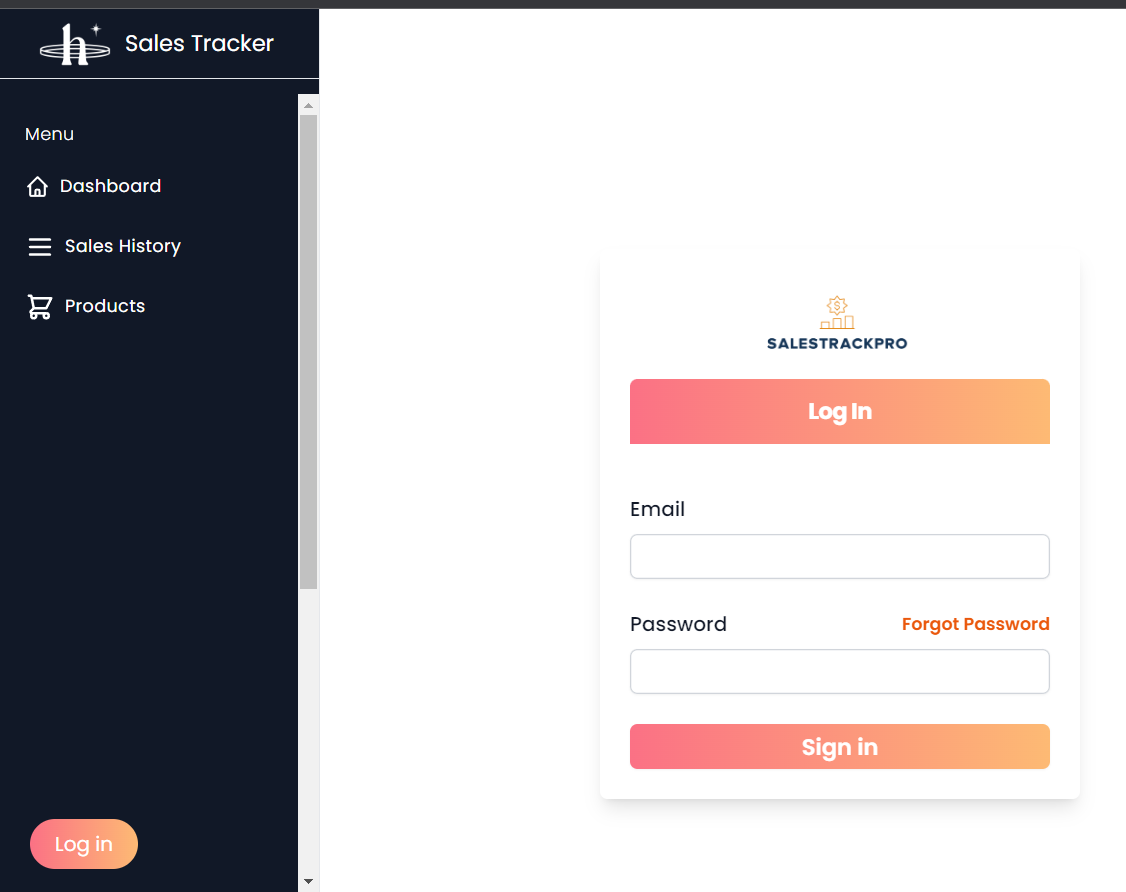 Sales Tracker
Menu
Dashboard
Sales History
Products
Log in
SALESTRACKPRO
Log In
Email
Password
Forgot Password
Sign in